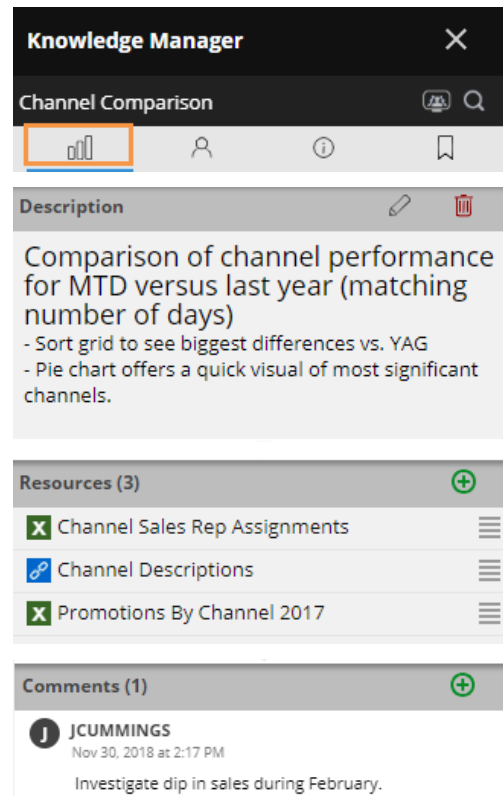 Knowledge Manager
Channel Comparison
Description
Comparison of channel performance
for MTD versus last year (matching
number of days)
- Sort grid to see biggest differences vs. YAG
- Pie chart offers a quick visual of most significant
channels.
Resources (3)
X Channel Sales Rep Assignments
Channel Descriptions
X Promotions By Channel 2017
Comments (1)
J JCUMMINGS
Nov 30, 2018 at 2:17 PM
Investigate dip in sales during February.